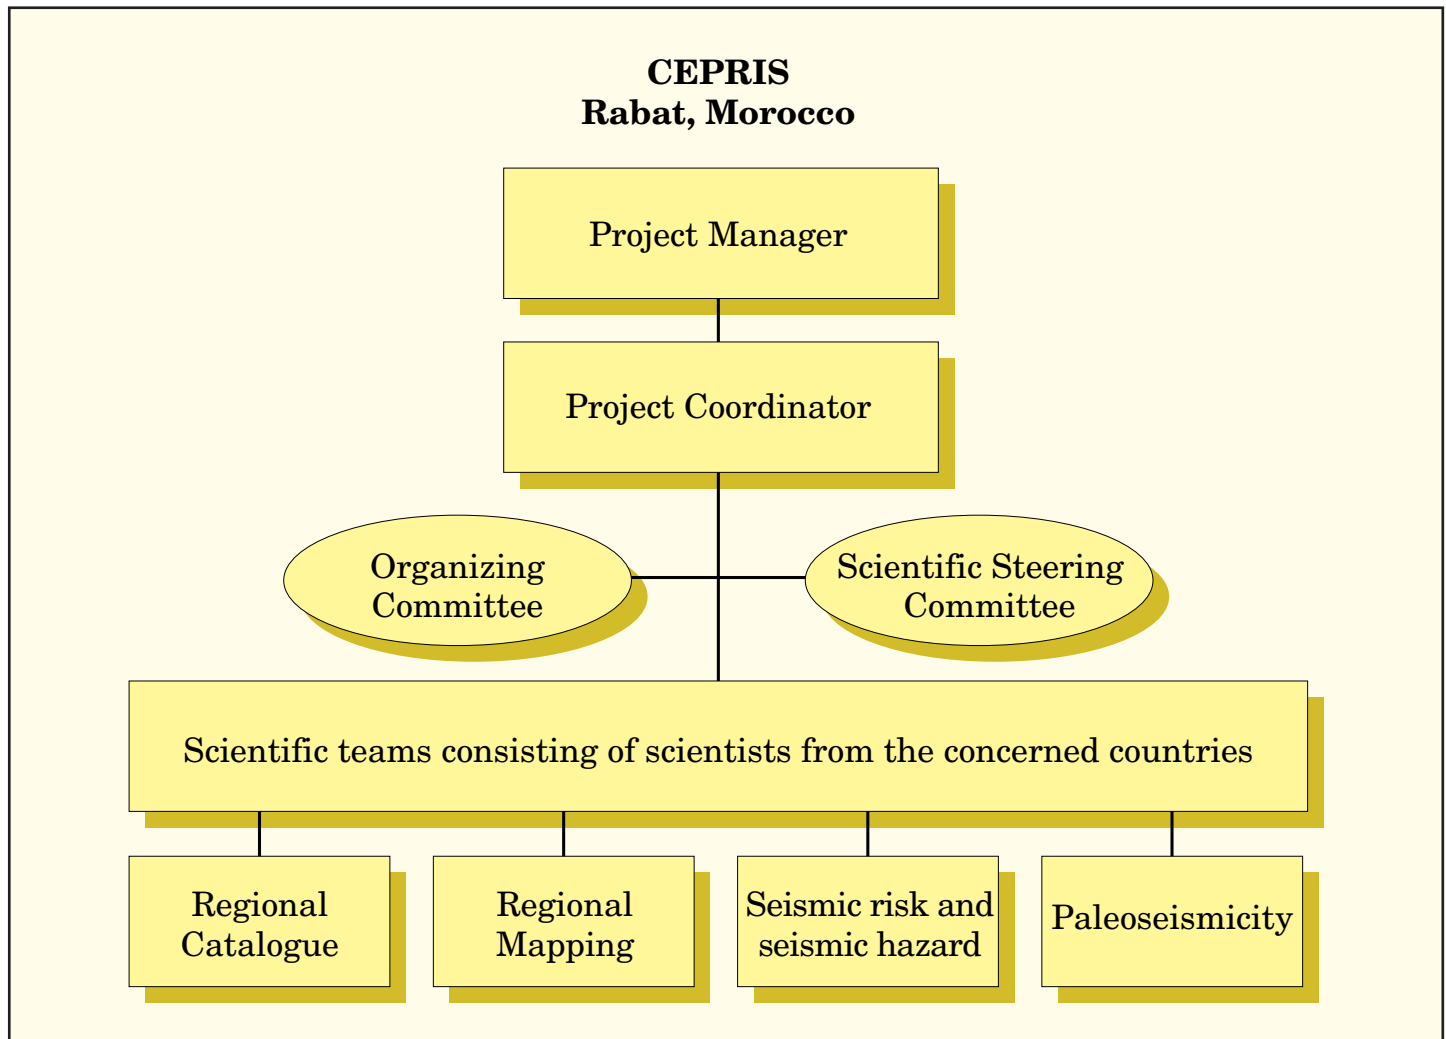 CEPRIS
Rabat, Morocco
Project Manager
Project Coordinator
Organizing
Committee
Scientific Steering
Committee
Scientific teams consisting of scientists from the concerned countries
Regional
Catalogue
Regional
Mapping
Seismic risk and
seismic hazard
Paleoseismicity